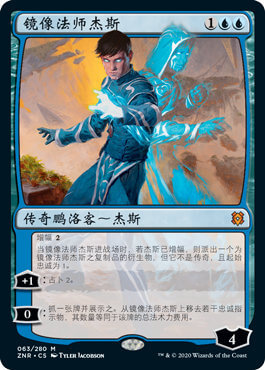 镜像法师杰斯 1
传奇鹏洛客～杰斯
增幅 2
当镜像法师杰斯进战场时，若杰斯已增幅，则派出一个为
镜像法师杰斯之复制品的衍生物，但它不是传奇，且起始
忠诚为1。
+1 ：占卜2。
0 ：抓一张牌并展示之。从镜像法师杰斯上移去若干忠诚指
示物，其数量等同于该牌的总法术力费用。
4
063/280 M
ZNR • CS TYLER JACOBSON
™ & © 2020 Wizards of the Coast